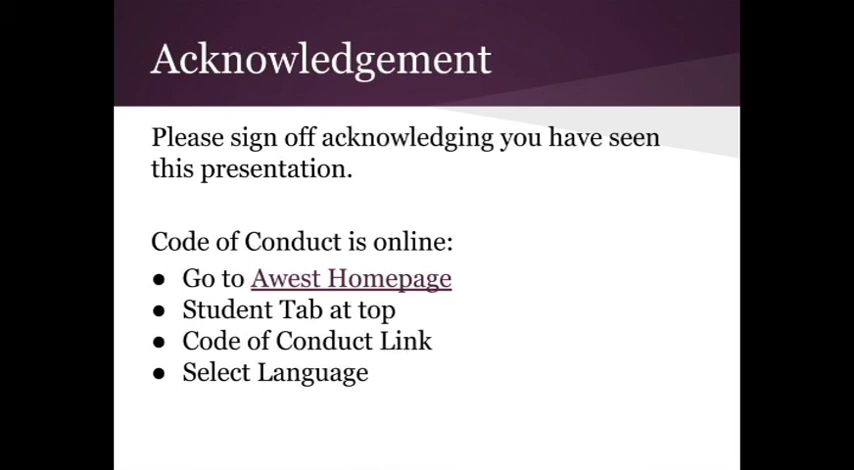 Acknowledgement
Please sign off acknowledging you have seen
this presentation.
Code of Conduct is online:
● Go to Awest Homepage
● Student Tab at top
● Code of Conduct Link
● Select Language